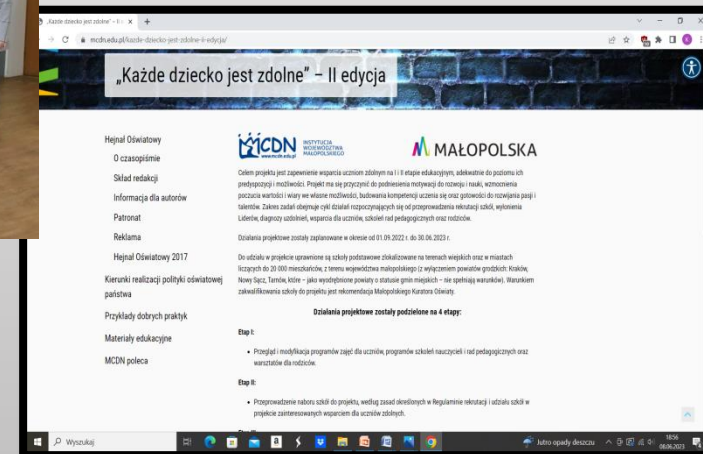 „Każde dziecko jest zdolne” – II e
mcdn.edu.pl/kazde-dziecko-jest-zdolne-ii-edycja/
„Każde dziecko jest zdolne” – II edycja
Hejnał Oświatowy
O czasopiśmie
Skład redakcji
Informacja dla autorów
Patronat
Reklama
Hejnał Oświatowy 2017
Kierunki realizacji polityki oświatowej
państwa
Przykłady dobrych praktyk
Materiały edukacyjne
MCDN poleca
MCDN
www.mcdn.edu.pl
INSTYTUCJA
WOJEWÓDZTWA
MAŁOPOLSKIEGO
MAŁOPOLSKA
Celem projektu jest zapewnienie wsparcia uczniom zdolnym na I i II etapie edukacyjnym, adekwatnie do poziomu ich
predyspozycji i możliwości. Projekt ma się przyczynić do podniesienia motywacji do rozwoju i nauki, wzmocnienia
poczucia wartości i wiary we własne możliwości, budowania kompetencji uczenia się oraz gotowości do rozwijania pasji i
talentów. Zakres zadań obejmuje cykl działań rozpoczynających się od przeprowadzenia rekrutacji szkół, wyłonienia
Liderów, diagnozy uzdolnień, wsparcia dla uczniów, szkoleń rad pedagogicznych oraz rodziców.
Działania projektowe zostały zaplanowane w okresie od 01.09.2022 r. do 30.06.2023 r.
Do udziału w projekcie uprawnione są szkoły podstawowe zlokalizowane na terenach wiejskich oraz w miastach
liczących do 20 000 mieszkańców, z terenu województwa małopolskiego (z wyłączeniem powiatów grodzkich: Kraków,
Nowy Sącz, Tarnów, które – jako wyodrębnione powiaty o statusie gmin miejskich – nie spełniają warunków). Warunkiem
zakwalifikowania szkoły do projektu jest rekomendacja Małopolskiego Kuratora Oświaty.
Działania projektowe zostały podzielone na 4 etapy:
Etap I:
• Przegląd i modyfikacja programów zajęć dla uczniów, programów szkoleń nauczycieli i rad pedagogicznych oraz
warsztatów dla rodziców.
Etap II:
• Przeprowadzenie naboru szkół do projektu, według zasad określonych w Regulaminie rekrutacji i udziału szkół w
projekcie zainteresowanych wsparciem dla uczniów zdolnych.
Wyszukaj
Jutro opady deszczu
18:56
08.06.2023